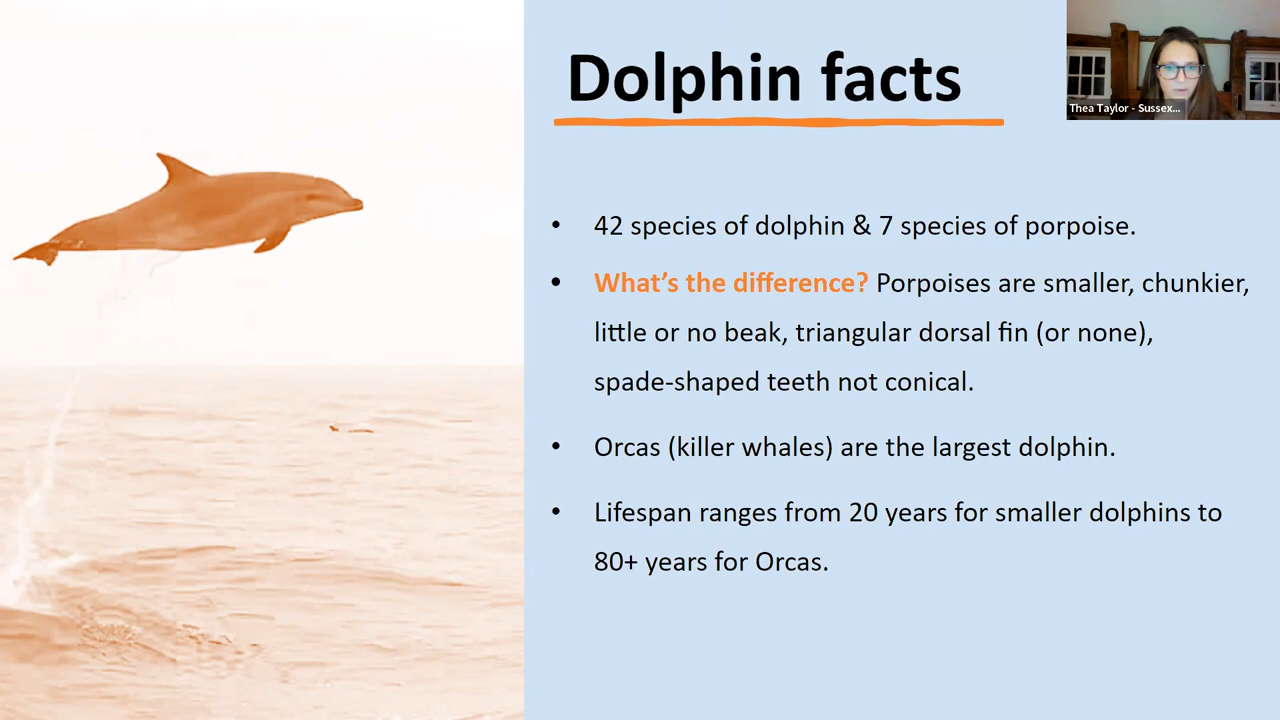 Dolphin facts
Thea Taylor - Sussex...
• 42 species of dolphin & 7 species of porpoise.
• What's the difference? Porpoises are smaller, chunkier,
little or no beak, triangular dorsal fin (or none),
spade-shaped teeth not conical.
• Orcas (killer whales) are the largest dolphin.
• Lifespan ranges from 20 years for smaller dolphins to
80+ years for Orcas.